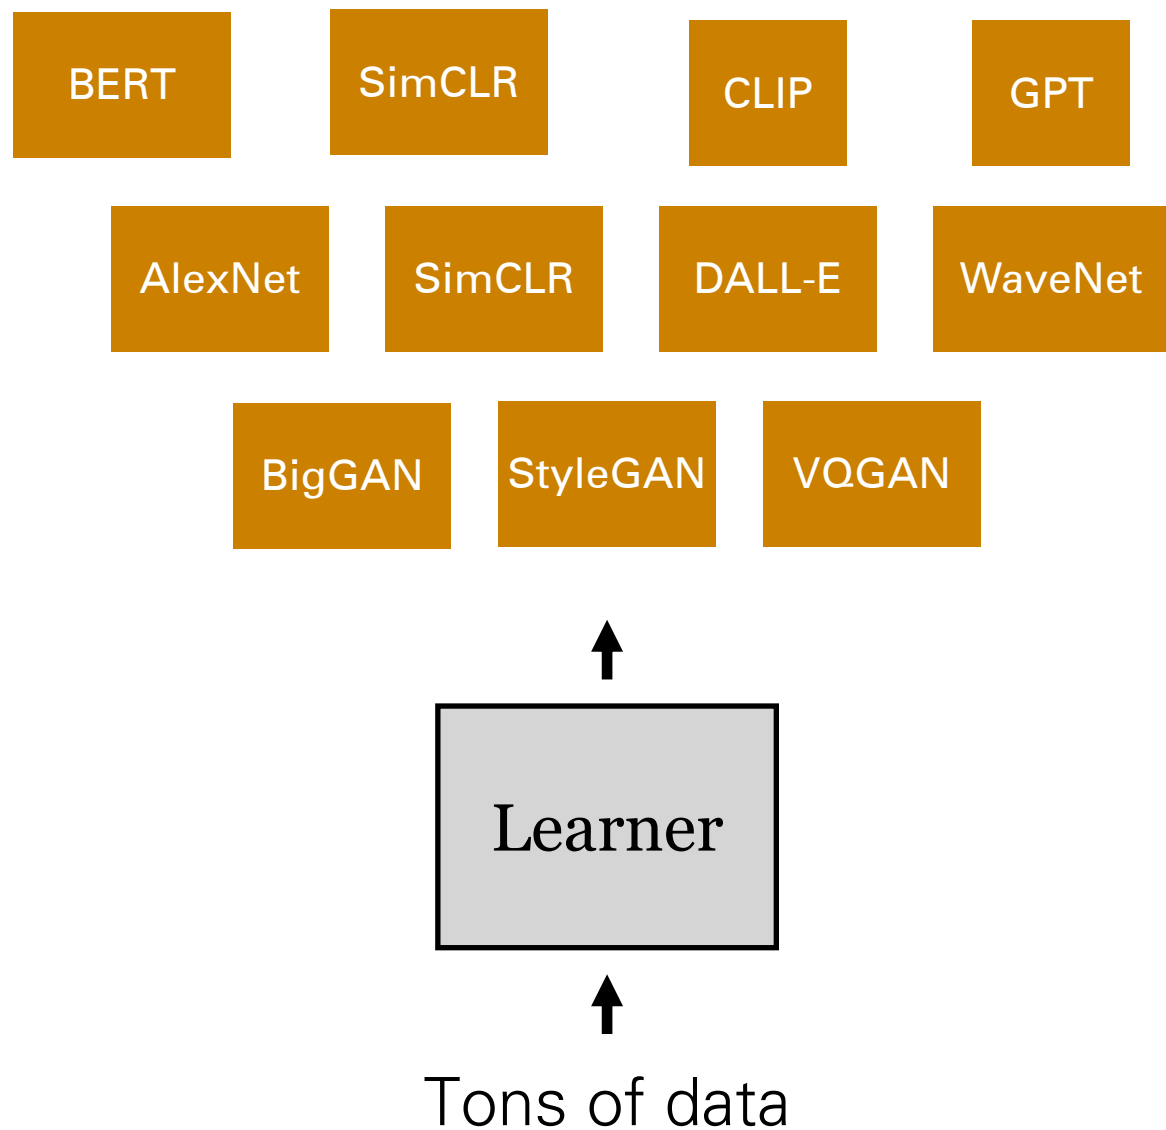 BERT
SimCLR
CLIP
GPT
AlexNet
SimCLR
DALL-E
WaveNet
BigGAN
StyleGAN
VQGAN
Learner
Tons of data